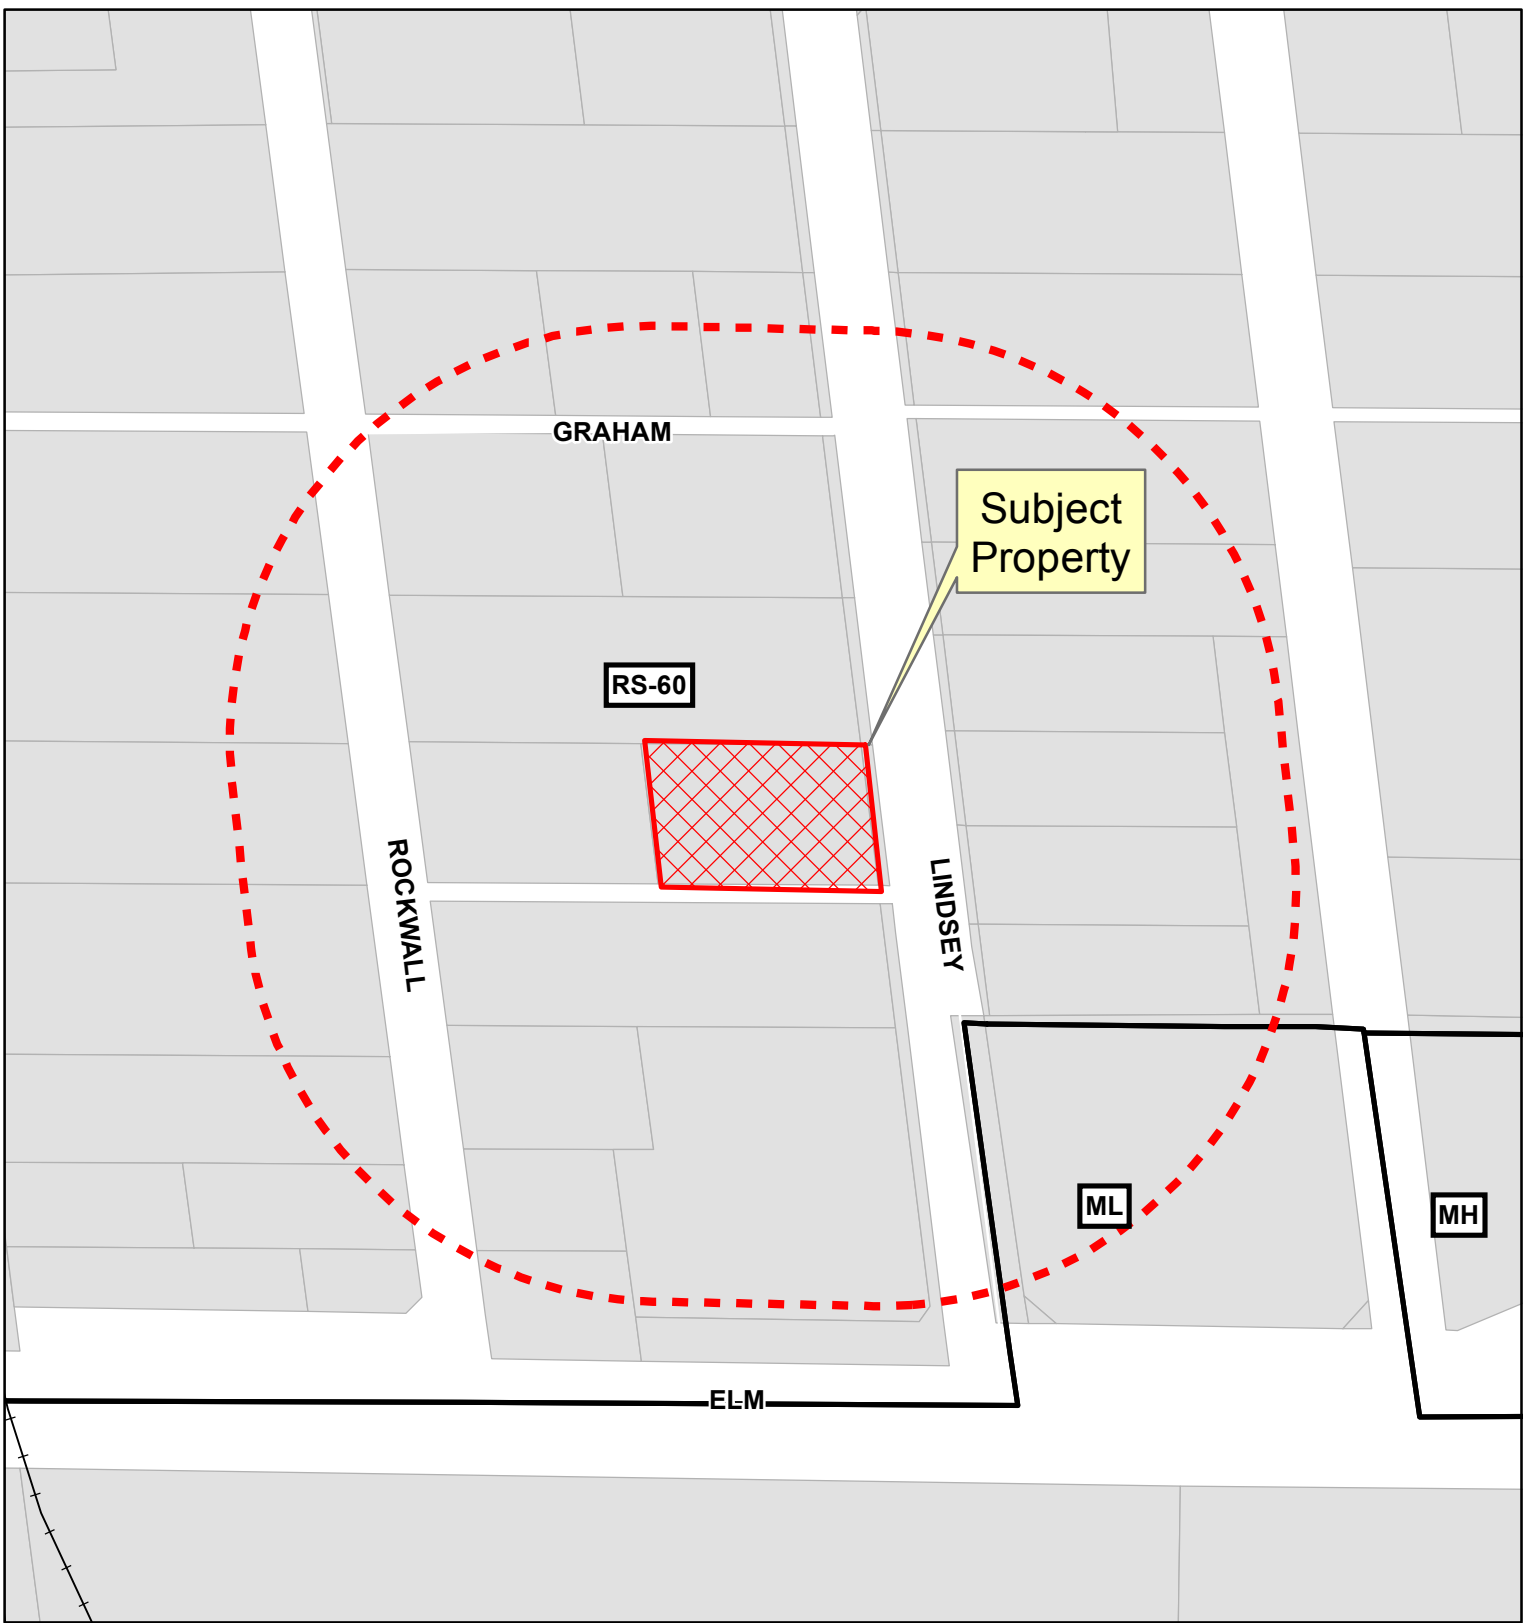 GRAHAM
Subject
Property
RS-60
ROCKWALL
LINDSEY
ML
MH
ELM